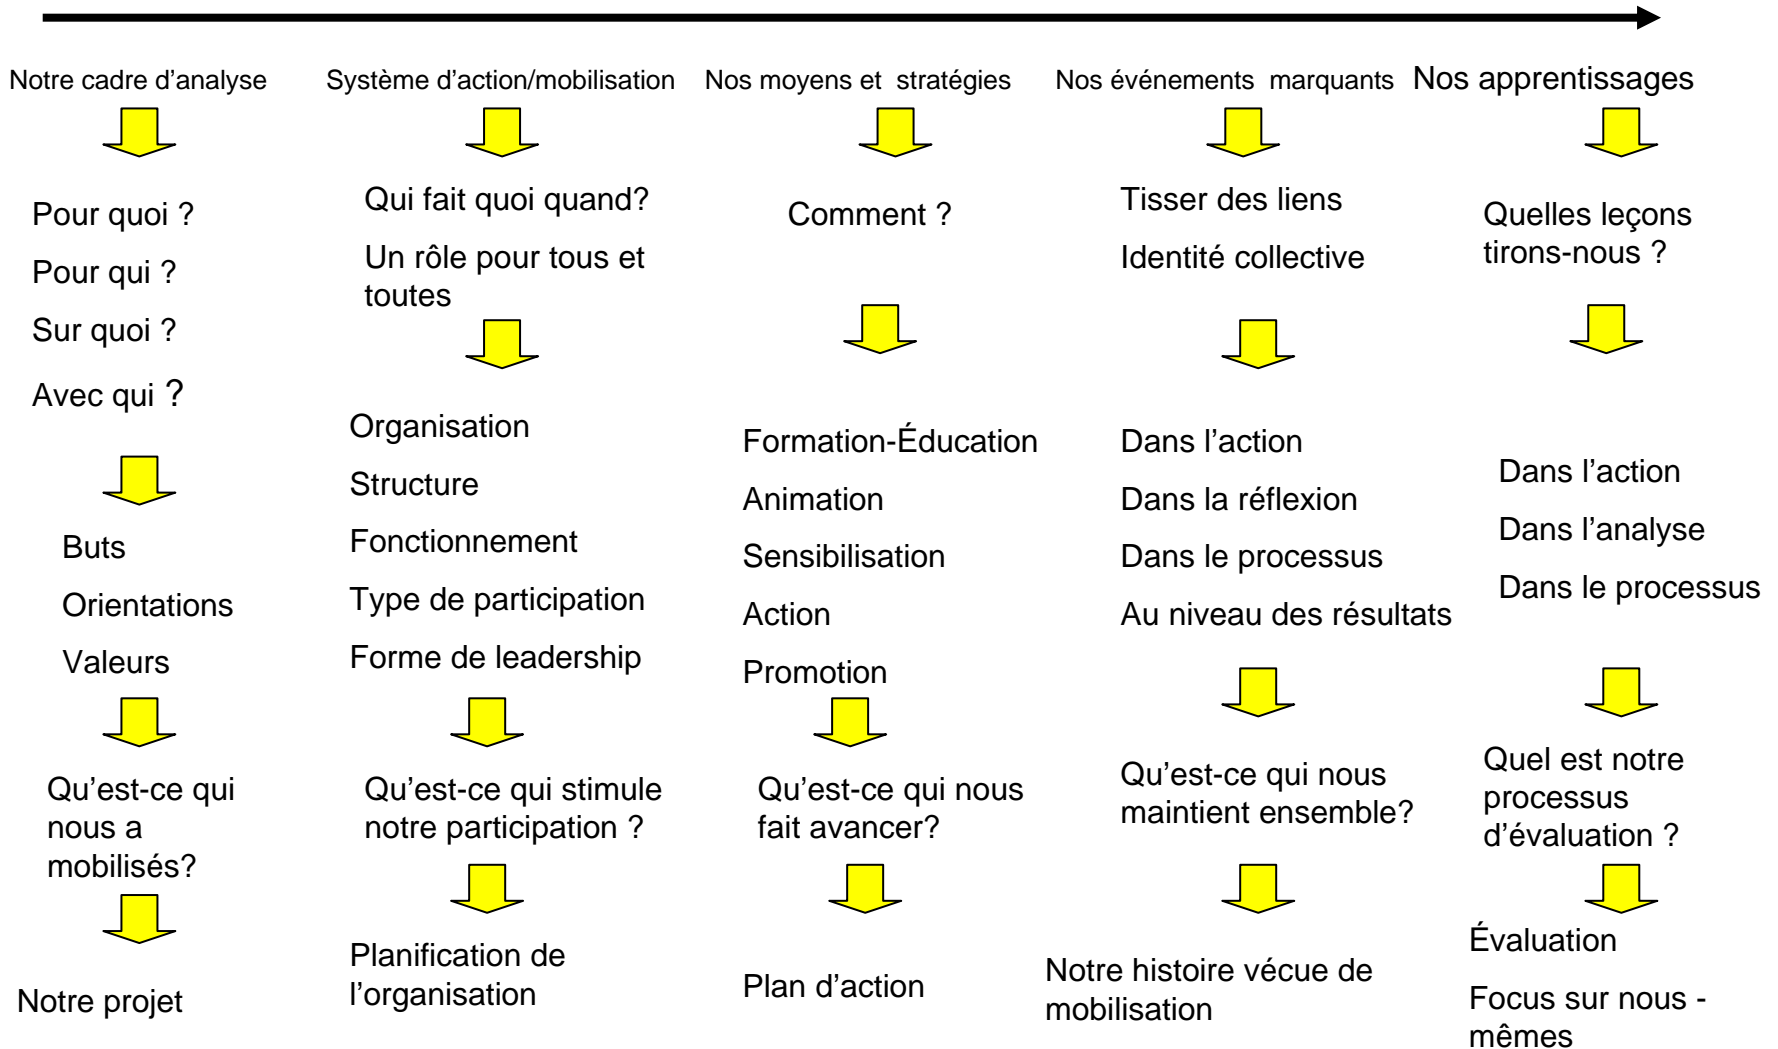 Notre cadre d'analyse
Pour quoi ?
Pour qui ?
Sur quoi ?
Avec qui ?
Buts
Orientations
Valeurs
Qu'est-ce qui
nous a
mobilisés?
Notre projet
Système d'action/mobilisation
Qui fait quoi quand?
Un rôle pour tous et
toutes
Organisation
Structure
Fonctionnement
Type de participation
Forme de leadership
Qu'est-ce qui stimule
notre participation ?
Planification de
l'organisation
Nos moyens et stratégies
Comment ?
Formation-Éducation
Animation
Sensibilisation
Action
Promotion
Qu'est-ce qui nous
fait avancer?
Plan d'action
Nos événements marquants
Tisser des liens
Identité collective
Dans l'action
Dans la réflexion
Dans le processus
Au niveau des résultats
Qu'est-ce qui nous
maintient ensemble?
Notre histoire vécue de
mobilisation
Nos apprentissages
Quelles leçons
tirons-nous ?
Dans l'action
Dans l'analyse
Dans le processus
Quel est notre
processus
d'évaluation ?
Évaluation
Focus sur nous -
mêmes